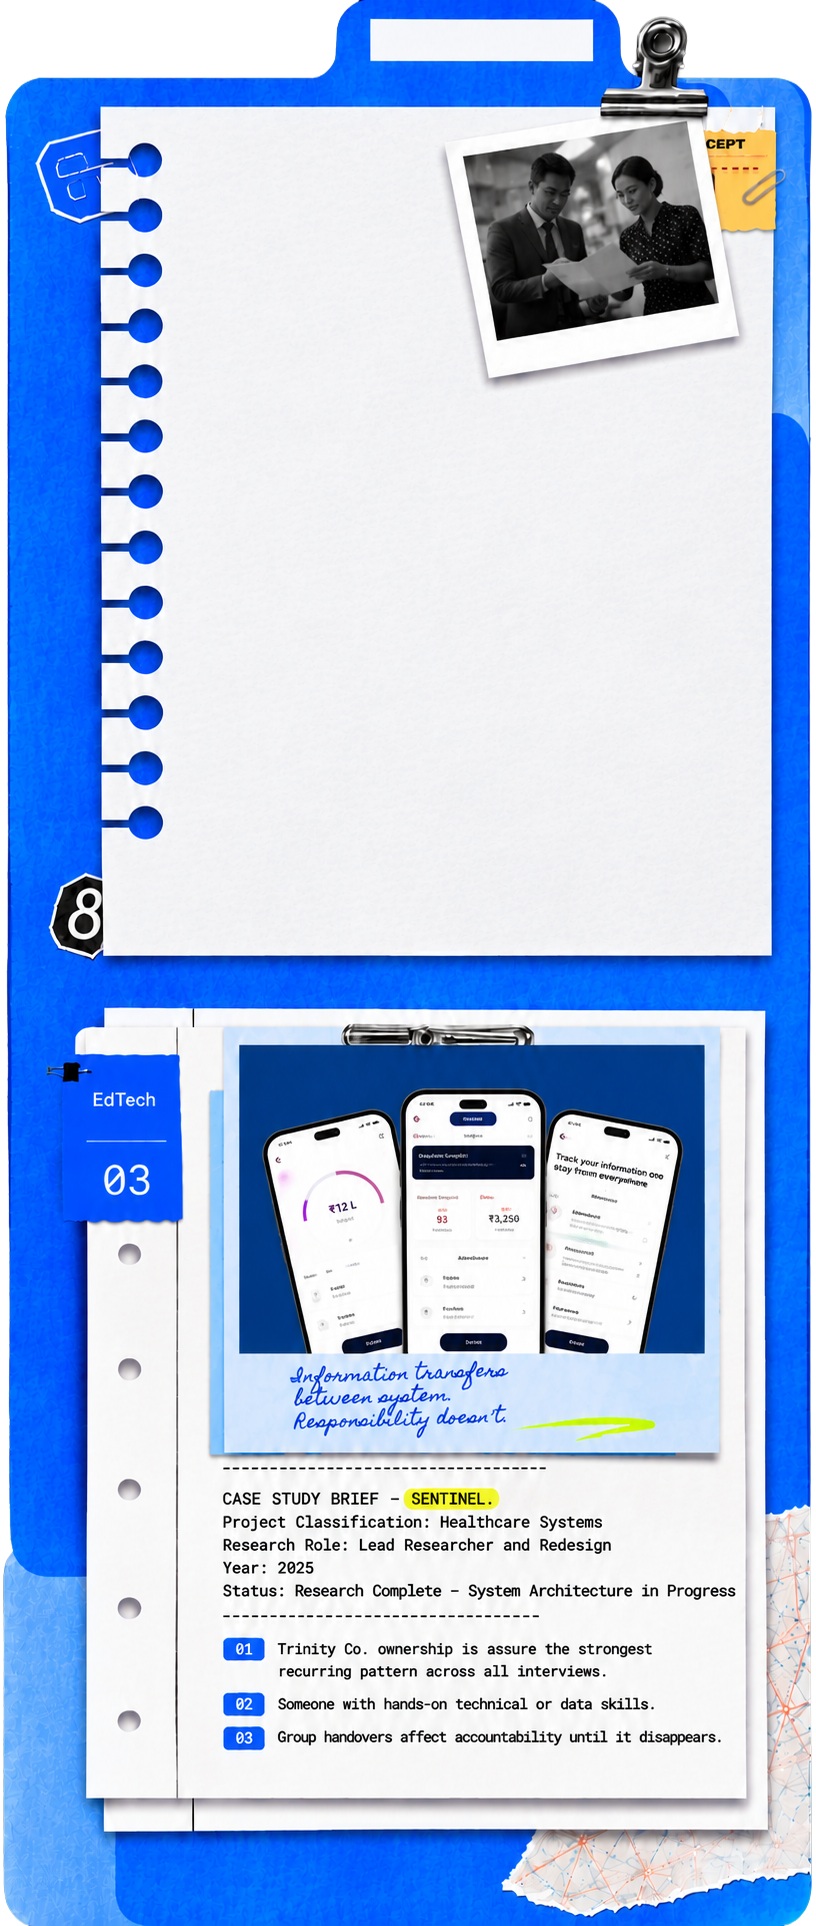 CEPT
8
EdTech
03
₹12 L
93
₹3,250
Track your information one
stay from everywhere
Information transfers
between system.
Responsibility doesn't.
CASE STUDY BRIEF – SENTINEL.
Project Classification: Healthcare Systems
Research Role: Lead Researcher and Redesign
Year: 2025
Status: Research Complete – System Architecture in Progress
01 Trinity Co. ownership is assure the strongest
recurring pattern across all interviews.
02 Someone with hands-on technical or data skills.
03 Group handovers affect accountability until it disappears.